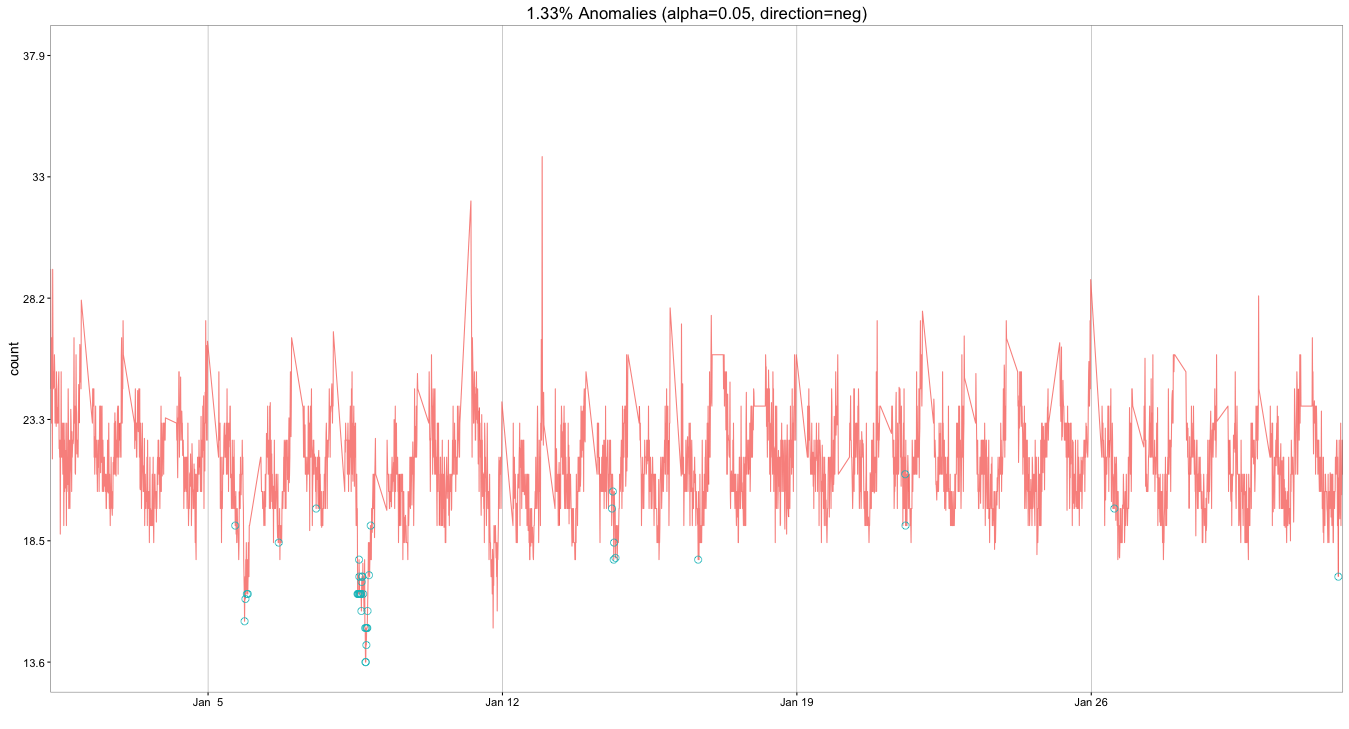 1.33% Anomalies (alpha=0.05, direction=neg)
37.9
33
28.2
23.3
18.5
13.6
count
Jan 5
Jan 12
Jan 19
Jan 26